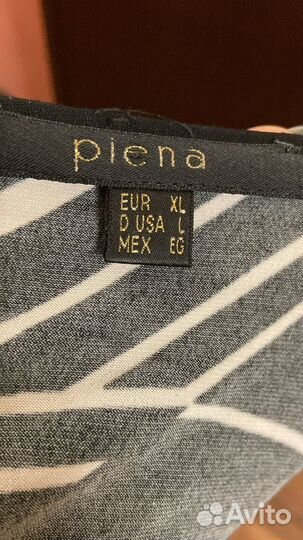 piena
EUR XL
D USA L
MEX EG
Avito